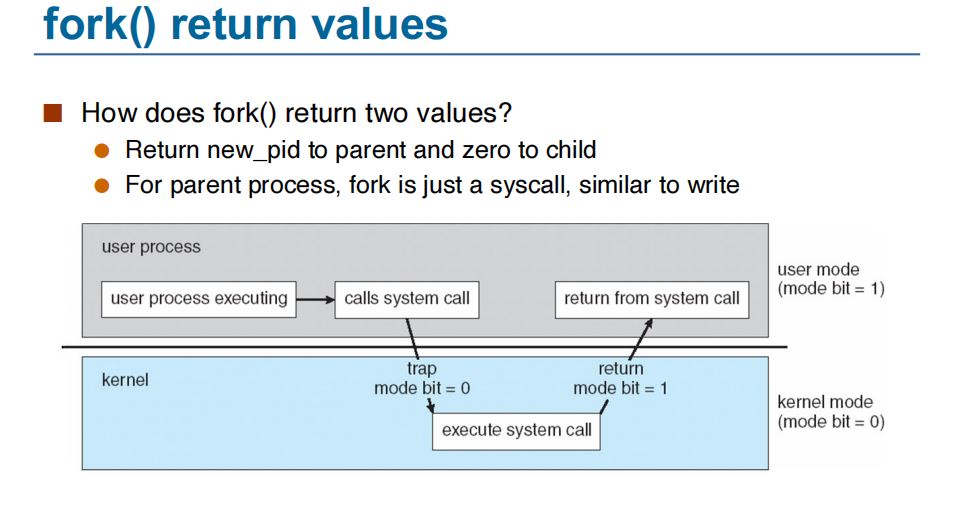 fork() return values
How does fork() return two values?
Return new_pid to parent and zero to child
For parent process, fork is just a syscall, similar to write
user process
user process executing
calls system call
return from system call
user mode
(mode bit = 1)
kernel
trap
mode bit = 0
return
mode bit = 1
execute system call
kernel mode
(mode bit = 0)